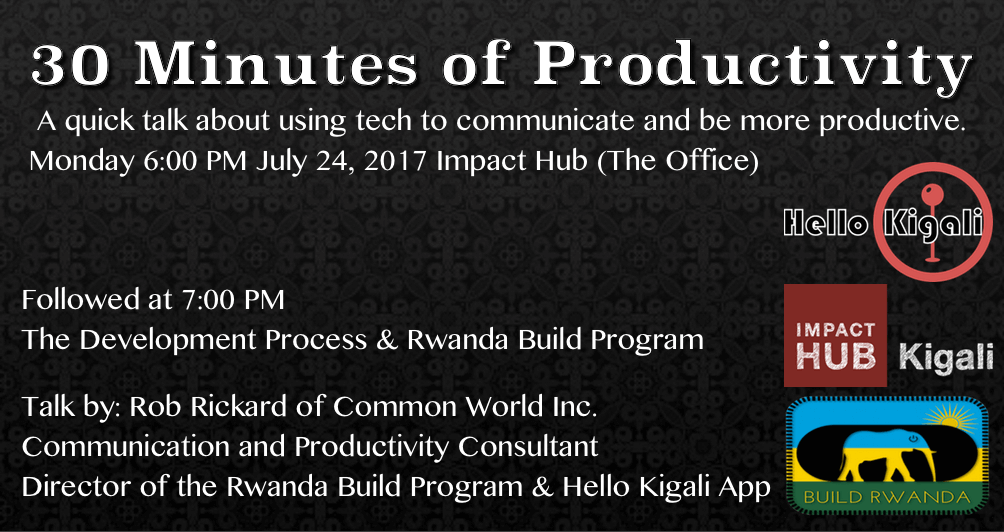 30 Minutes of Productivity
A quick talk about using tech to communicate and be more productive.
Monday 6:00 PM July 24, 2017 Impact Hub (The Office)
Hello Kigali
Followed at 7:00 PM
The Development Process & Rwanda Build Program
IMPACT
HUB Kigali
Talk by: Rob Rickard of Common World Inc.
Communication and Productivity Consultant
Director of the Rwanda Build Program & Hello Kigali App
BUILD RWANDA